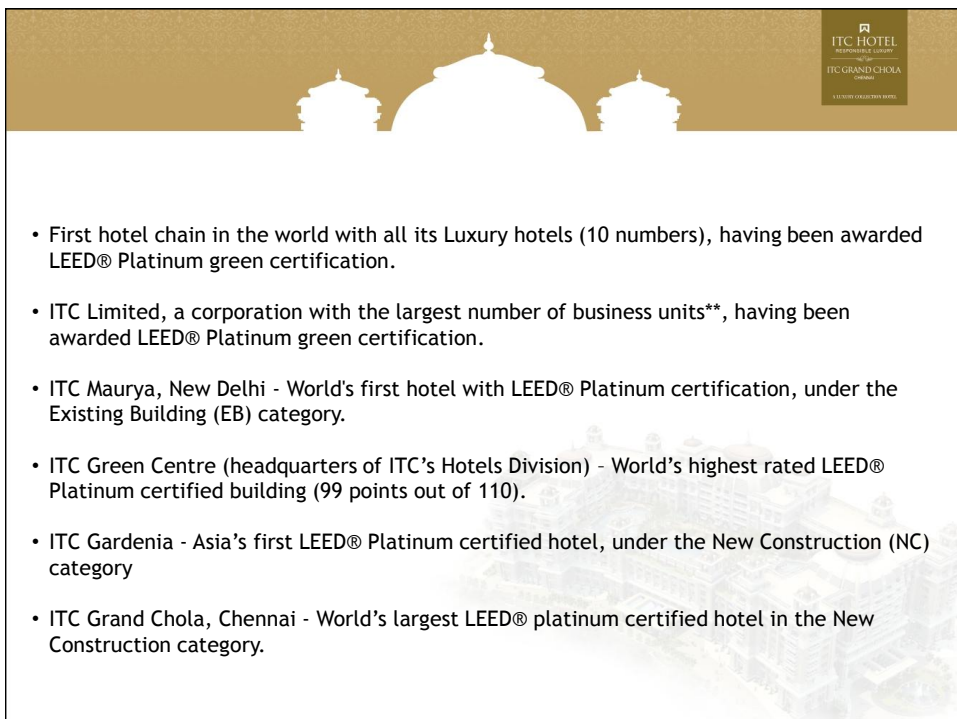 ITC HOTEL
RESPONSIBLE LUXURY
ITC GRAND CHOLA
CHENNAI
A LUXURY COLLECTION HOTEL
• First hotel chain in the world with all its Luxury hotels (10 numbers), having been awarded
LEED® Platinum green certification.
• ITC Limited, a corporation with the largest number of business units**, having been
awarded LEED® Platinum green certification.
• ITC Maurya, New Delhi - World's first hotel with LEED® Platinum certification, under the
Existing Building (EB) category.
• ITC Green Centre (headquarters of ITC’s Hotels Division) – World’s highest rated LEED®
Platinum certified building (99 points out of 110).
• ITC Gardenia - Asia’s first LEED® Platinum certified hotel, under the New Construction (NC)
category
• ITC Grand Chola, Chennai - World’s largest LEED® platinum certified hotel in the New
Construction category.